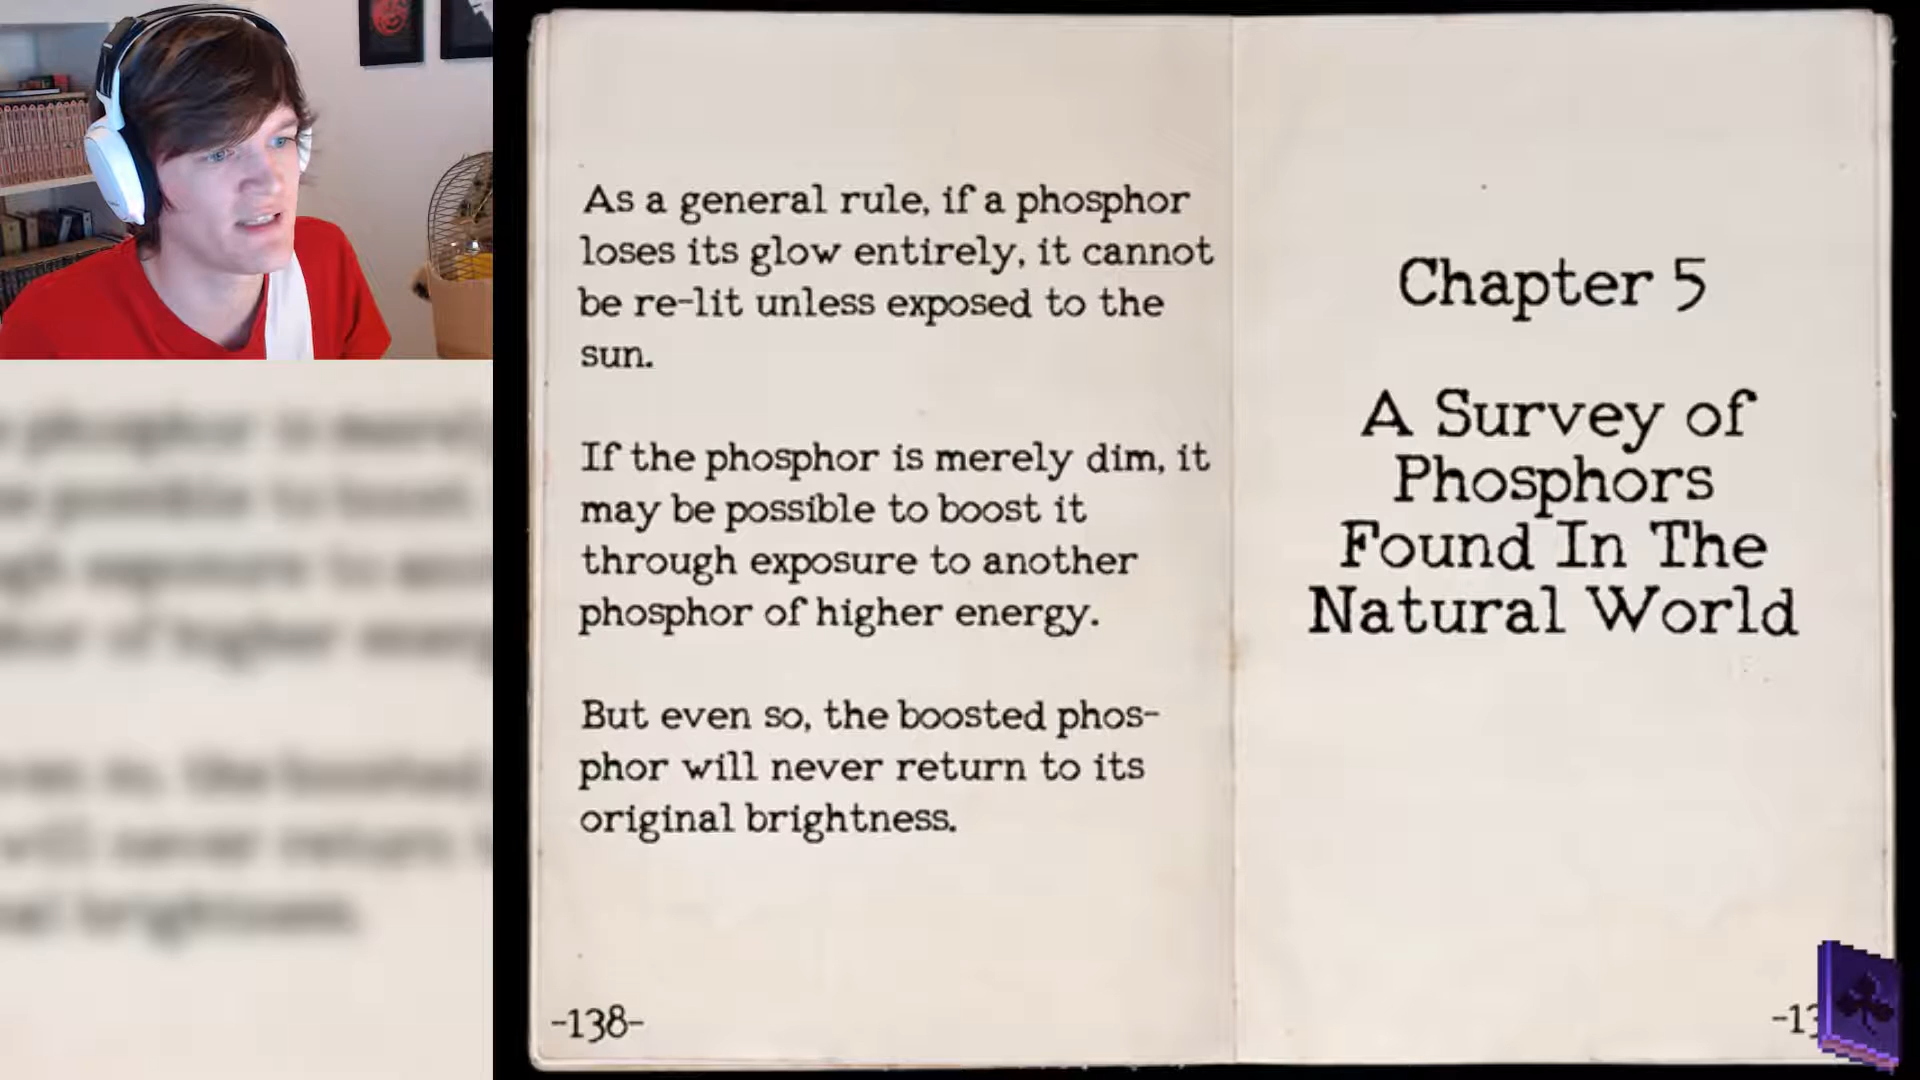 As a general rule, if a phosphor
loses its glow entirely, it cannot
be re-lit unless exposed to the
sun.
If the phosphor is merely dim, it
may be possible to boost it
through exposure to another
phosphor of higher energy.
But even so, the boosted phos-
phor will never return to its
original brightness.
-138-
Chapter 5
A Survey of
Phosphors
Found In The
Natural World